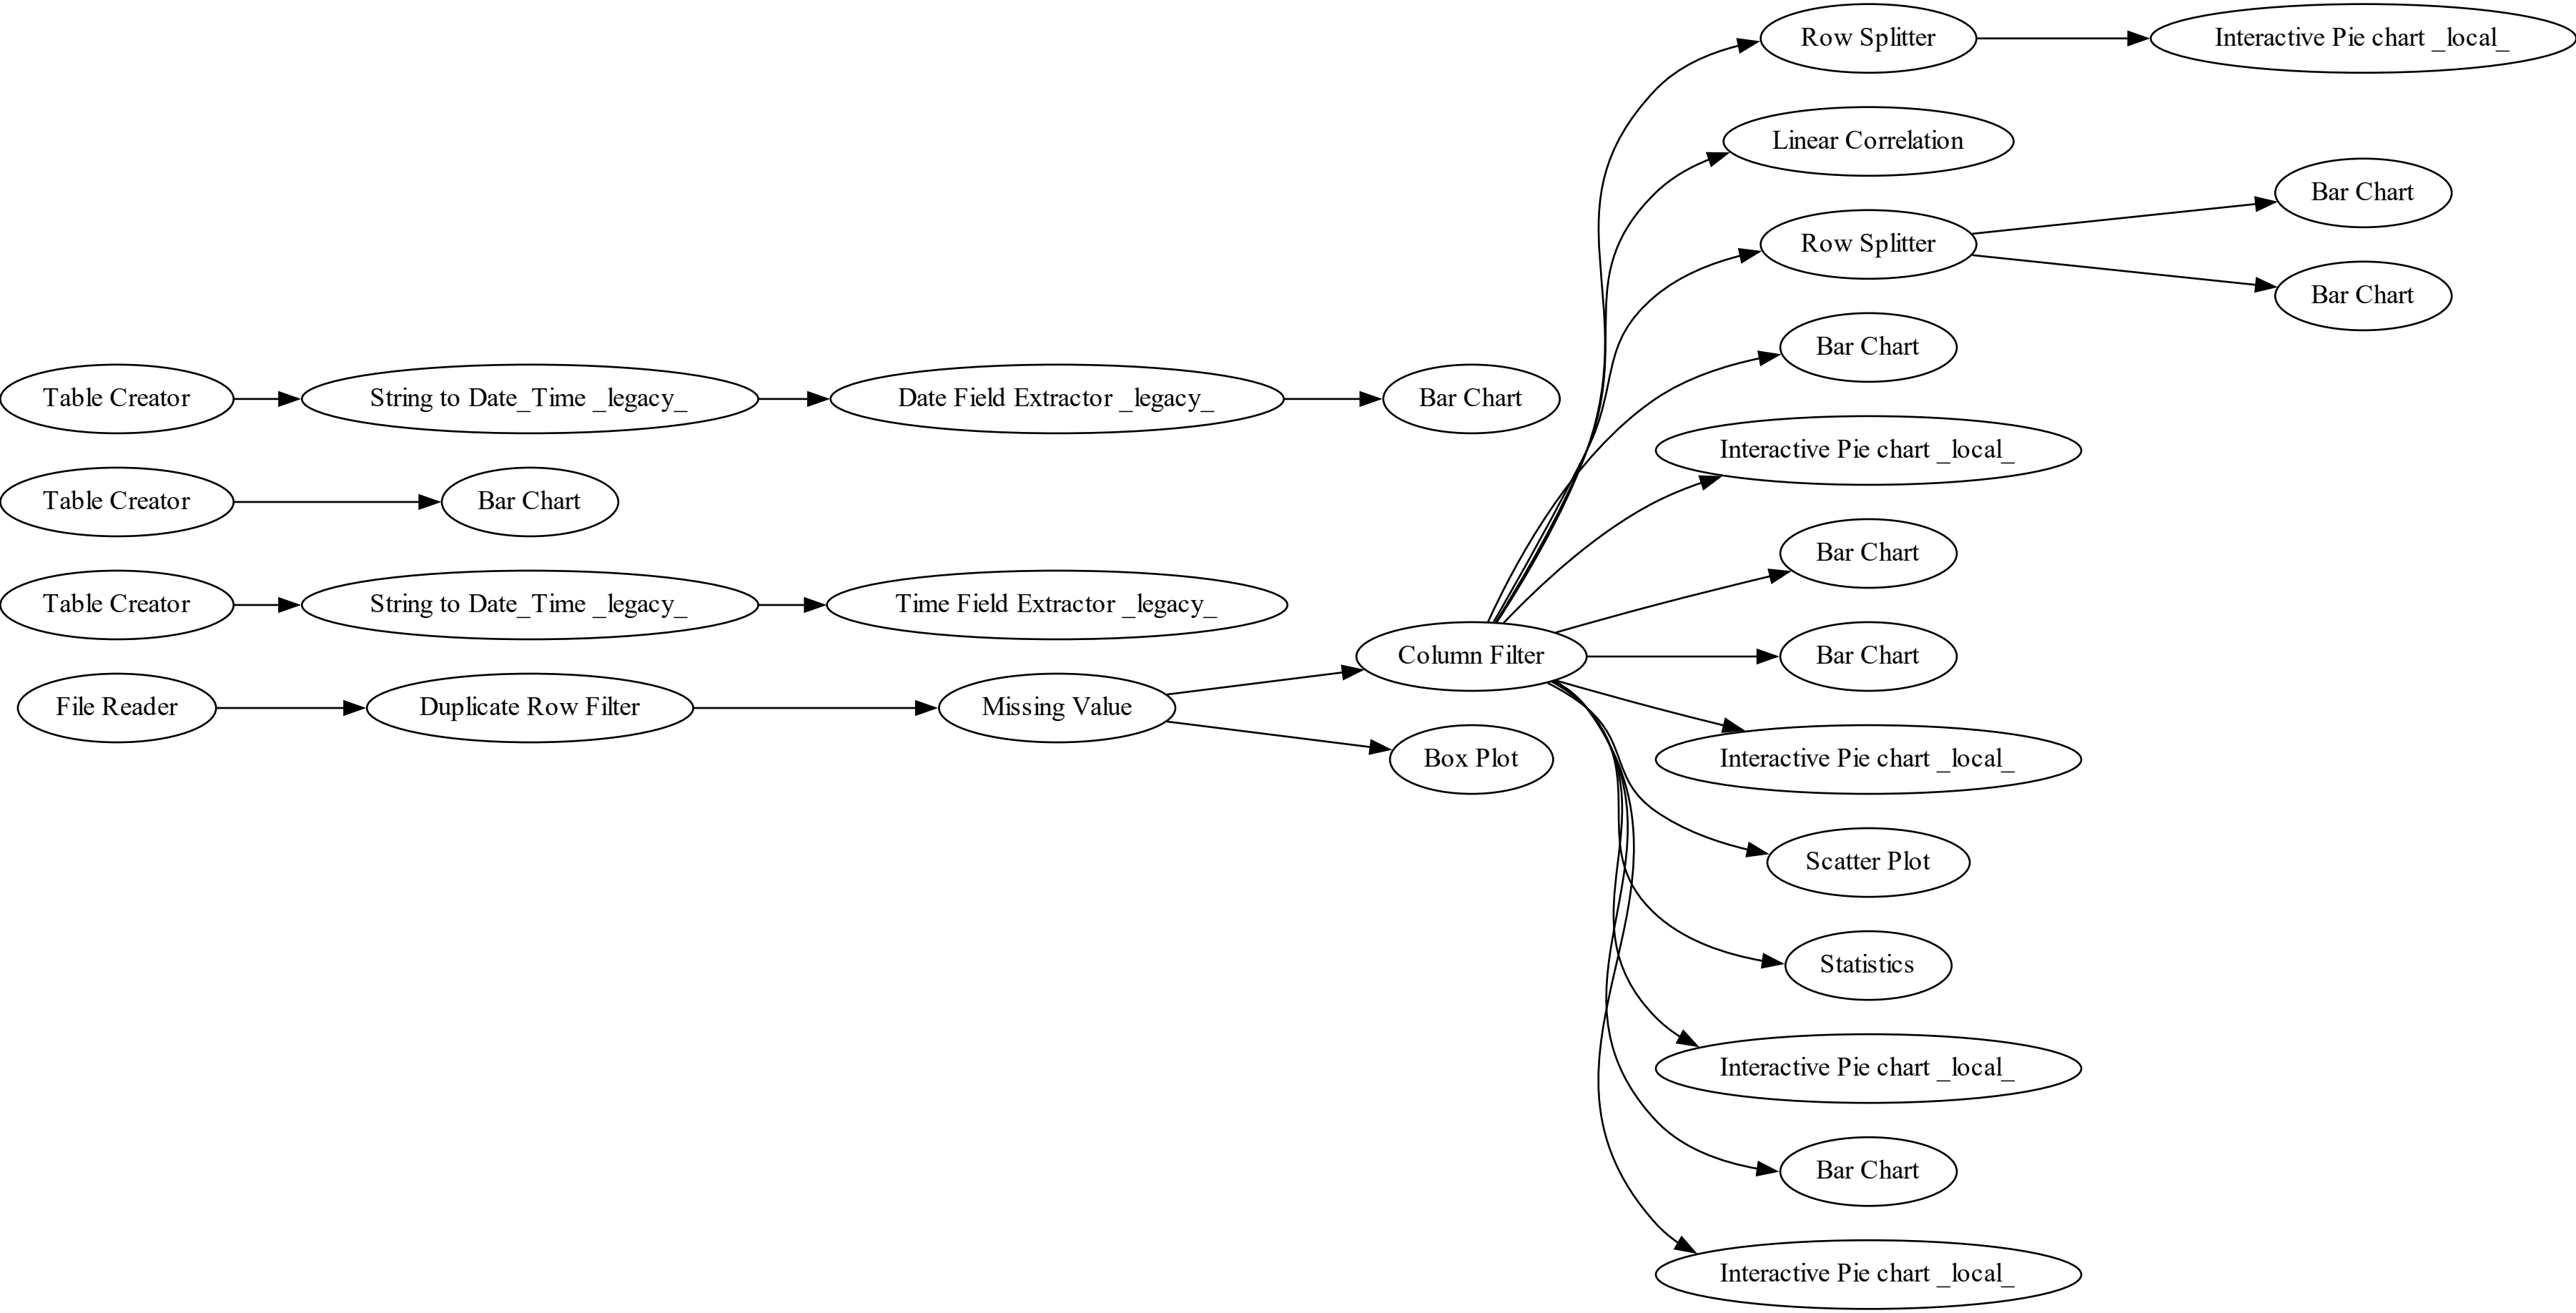 Row Splitter
Interactive Pie chart _local_
Linear Correlation
Bar Chart
Row Splitter
Bar Chart
Bar Chart
Table Creator
String to Date_Time _legacy_
Date Field Extractor _legacy_
Bar Chart
Interactive Pie chart _local_
Table Creator
Bar Chart
Bar Chart
Table Creator
String to Date_Time _legacy_
Time Field Extractor _legacy_
Column Filter
Bar Chart
File Reader
Duplicate Row Filter
Missing Value
Box Plot
Interactive Pie chart _local_
Scatter Plot
Statistics
Interactive Pie chart _local_
Bar Chart
Interactive Pie chart _local_